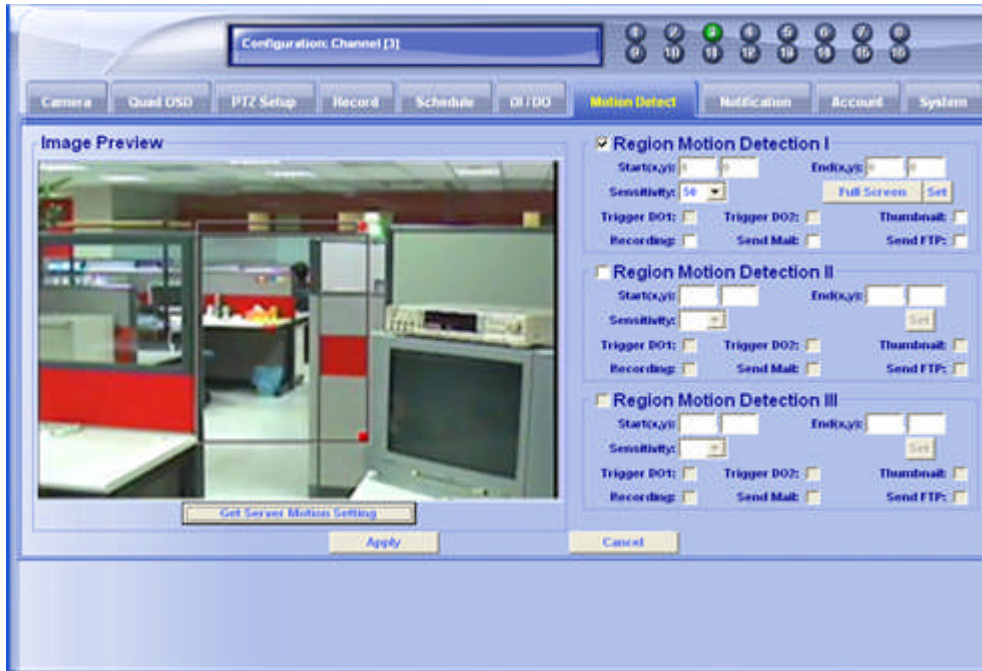 Configuration: Channel [3]
1 2 3 4 5 6 7 8
9 10 11 12 13 14 15 16
Camera Quad OSD PTZ Setup Record Schedule DI / DO Motion Detect Notification Account System
Image Preview
Get Server Motion Setting
Region Motion Detection I
Start(x,y): End(x,y):
Sensitivity: 50 Full Screen Set
Trigger DO1: Trigger DO2: Thumbnail:
Recording: Send Mail: Send FTP:
Region Motion Detection II
Start(x,y): End(x,y):
Sensitivity: Set
Trigger DO1: Trigger DO2: Thumbnail:
Recording: Send Mail: Send FTP:
Region Motion Detection III
Start(x,y): End(x,y):
Sensitivity: Set
Trigger DO1: Trigger DO2: Thumbnail:
Recording: Send Mail: Send FTP:
Apply Cancel